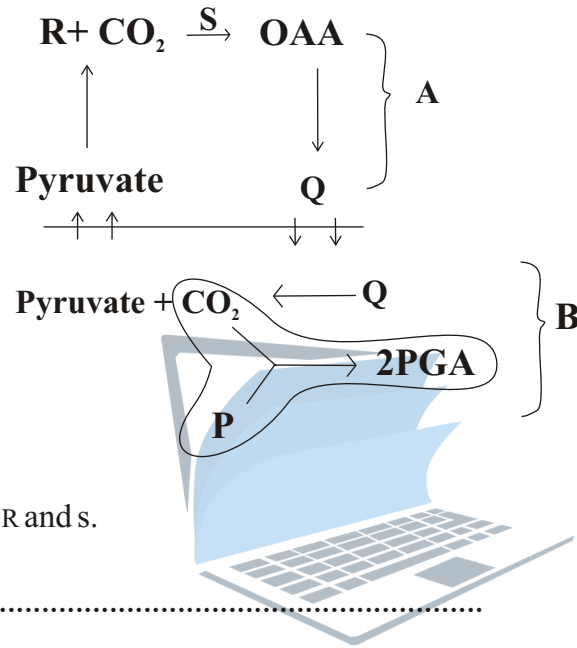 R+ CO₂ S OAA
A
Pyruvate Q
Pyruvate + CO₂ Q
B
2PGA
P
R and s.
................................................................